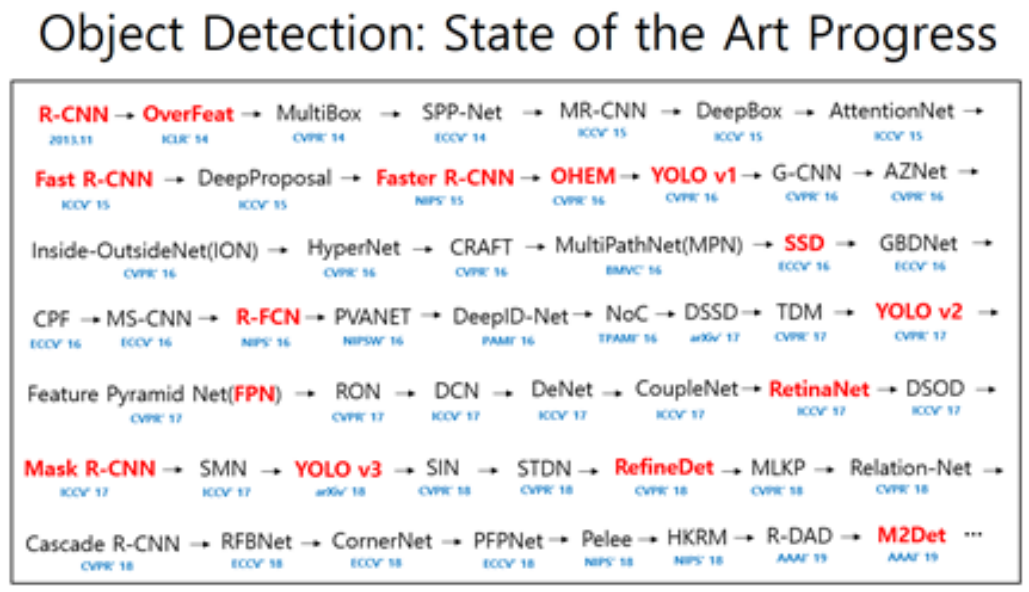 Object Detection: State of the Art Progress
R-CNN → OverFeat → MultiBox → SPP-Net → MR-CNN → DeepBox → AttentionNet →
2013.11 ICLR' 14 CVPR' 14 ECCV' 14 ICCV' 15 ICCV' 15 ICCV' 15
Fast R-CNN → DeepProposal → Faster R-CNN → OHEM → YOLO v1 → G-CNN → AZNet →
ICCV' 15 ICCV' 15 NIPS' 15 CVPR' 16 CVPR' 16 CVPR' 16 CVPR' 16
Inside-OutsideNet(ION) → HyperNet → CRAFT → MultiPathNet(MPN) → SSD → GBDNet →
CVPR' 16 CVPR' 16 CVPR' 16 BMVC' 16 ECCV' 16 ECCV' 16
CPF → MS-CNN → R-FCN → PVANET → DeepID-Net → NoC → DSSD → TDM → YOLO v2 →
ECCV' 16 ECCV' 16 NIPS' 16 NIPSW' 16 PAMI' 16 TPAMI' 16 arXiv' 17 CVPR' 17 CVPR' 17
Feature Pyramid Net(FPN) → RON → DCN → DeNet → CoupleNet → RetinaNet → DSOD →
CVPR' 17 CVPR' 17 ICCV' 17 ICCV' 17 ICCV' 17 ICCV' 17 ICCV' 17
Mask R-CNN → SMN → YOLO v3 → SIN → STDN → RefineDet → MLKP → Relation-Net →
ICCV' 17 ICCV' 17 arXiv' 18 CVPR' 18 CVPR' 18 CVPR' 18 CVPR' 18 CVPR' 18
Cascade R-CNN → RFBNet → CornerNet → PFPNet → Pelee → HKRM → R-DAD → M2Det ···
CVPR' 18 ECCV' 18 ECCV' 18 ECCV' 18 NIPS' 18 NIPS' 18 AAAI' 19 AAAI' 19